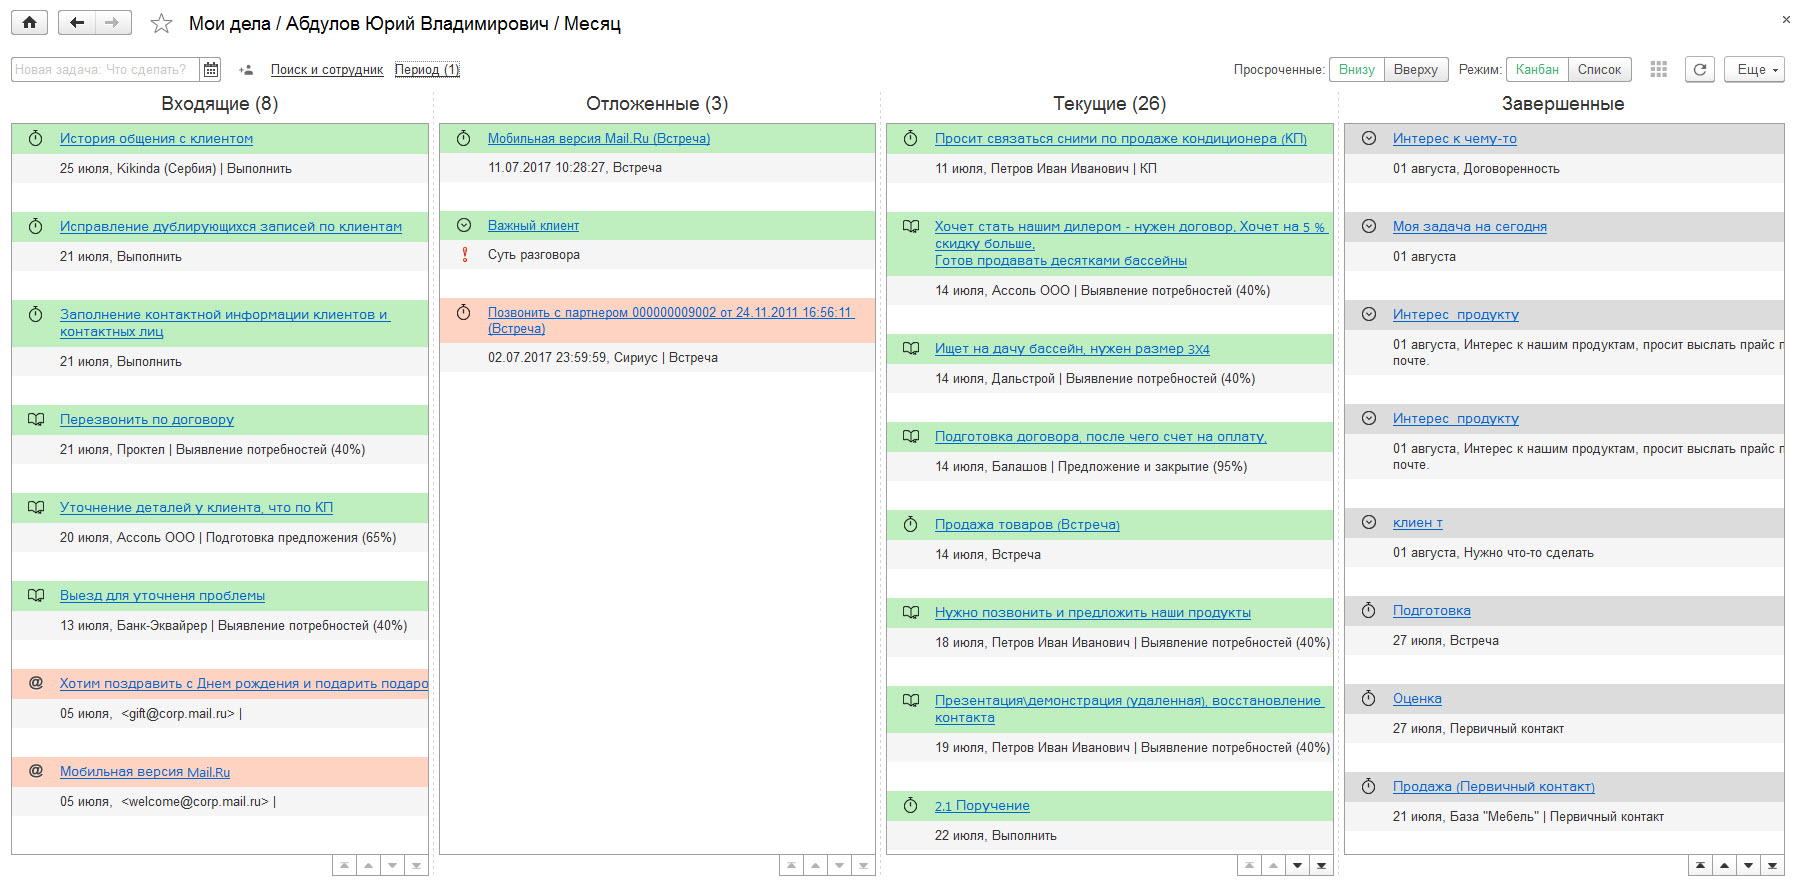 Мои дела / Абдулов Юрий Владимирович / Месяц
Новая задача: Что сделать?
Поиск и сотрудник
Период (1)
Просроченные:
Внизу
Вверху
Режим:
Канбан
Список
Еще
Входящие (8)
История общения с клиентом
25 июля, Kikinda (Сербия) | Выполнить
Исправление дублирующихся записей по клиентам
21 июля, Выполнить
Заполнение контактной информации клиентов и
контактных лиц
21 июля, Выполнить
Перезвонить по договору
21 июля, Проктел | Выявление потребностей (40%)
Уточнение деталей у клиента, что по КП
20 июля, Ассоль ООО | Подготовка предложения (65%)
Выезд для уточненя проблемы
13 июля, Банк-Эквайрер | Выявление потребностей (40%)
@ Хотим поздравить с Днем рождения и подарить подаро
05 июля, <gift@corp.mail.ru> |
@ Мобильная версия Mail.Ru
05 июля, <welcome@corp.mail.ru> |
Отложенные (3)
Мобильная версия Mail.Ru (Встреча)
11.07.2017 10:28:27, Встреча
Важный клиент
Суть разговора
Позвонить с партнером 000000009002 от 24.11.2011 16:56:11
(Встреча)
02.07.2017 23:59:59, Сириус | Встреча
Текущие (26)
Просит связаться сними по продаже кондиционера (КП)
11 июля, Петров Иван Иванович | КП
Хочет стать нашим дилером - нужен договор, Хочет на 5 %
скидку больше,
Готов продавать десятками бассейны
14 июля, Ассоль ООО | Выявление потребностей (40%)
Ищет на дачу бассейн, нужен размер 3Х4
14 июля, Дальстрой | Выявление потребностей (40%)
Подготовка договора, после чего счет на оплату,
14 июля, Балашов | Предложение и закрытие (95%)
Продажа товаров (Встреча)
14 июля, Встреча
Нужно позвонить и предложить наши продукты
18 июля, Петров Иван Иванович | Выявление потребностей (40%)
Презентация\демонстрация (удаленная), восстановление
контакта
19 июля, Петров Иван Иванович | Выявление потребностей (40%)
2.1 Поручение
22 июля, Выполнить
Завершенные
Интерес к чему-то
01 августа, Договоренность
Моя задача на сегодня
01 августа
Интерес продукту
01 августа, Интерес к нашим продуктам, просит выслать прайс п
почте.
Интерес продукту
01 августа, Интерес к нашим продуктам, просит выслать прайс п
почте.
клиен т
01 августа, Нужно что-то сделать
Подготовка
27 июля, Встреча
Оценка
27 июля, Первичный контакт
Продажа (Первичный контакт)
21 июля, База "Мебель" | Первичный контакт